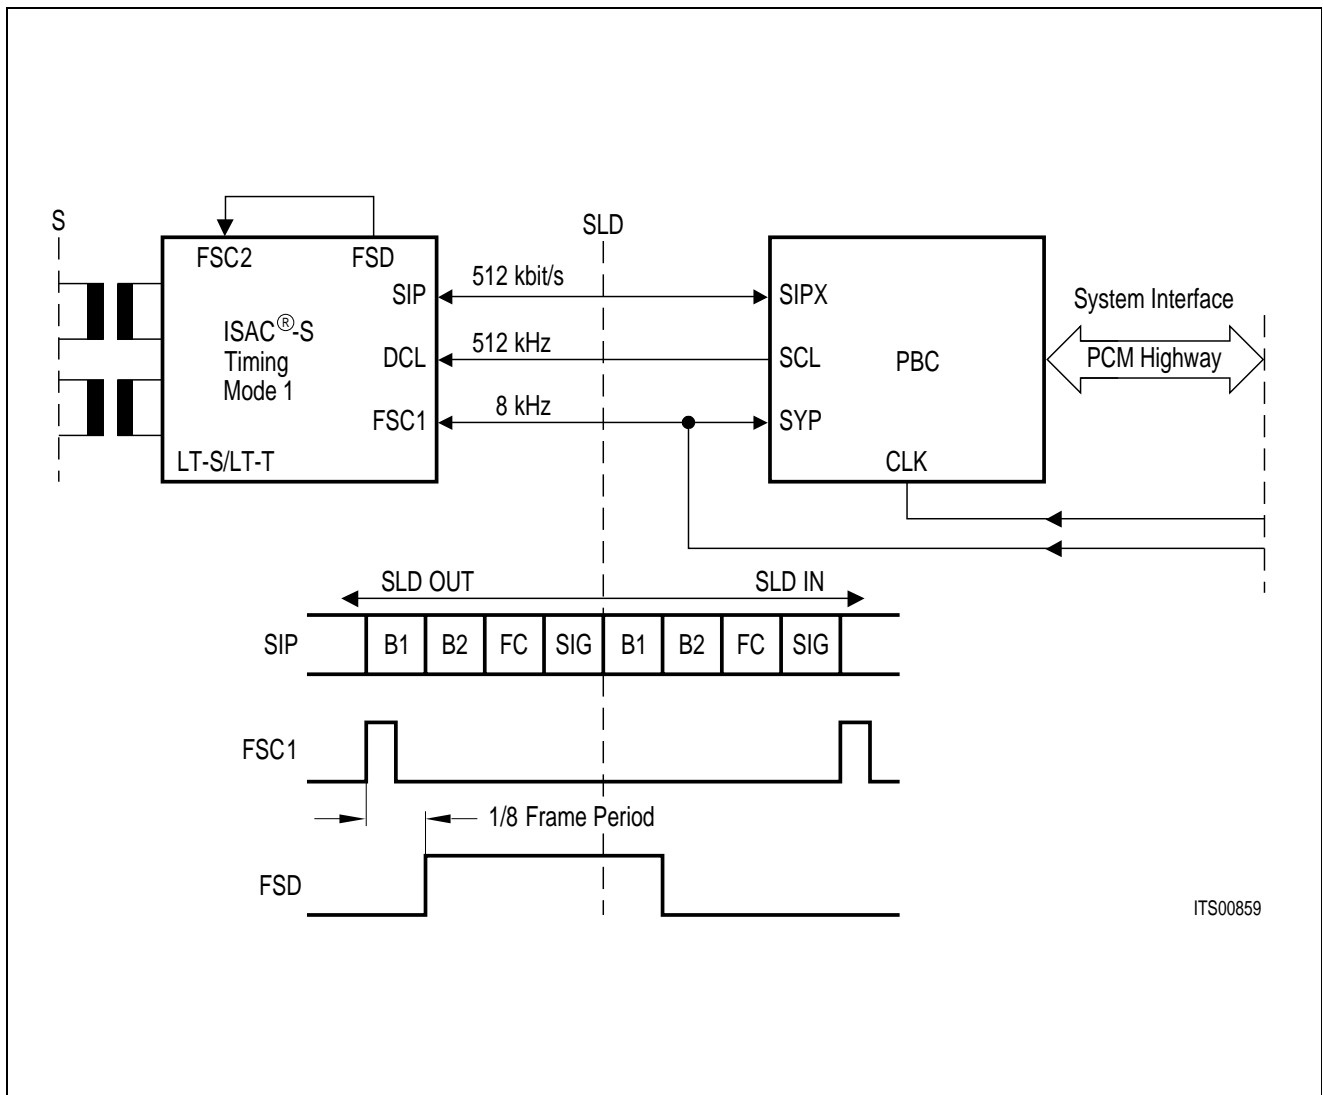 S
SLD
FSC2 FSD
SIP 512 kbit/s SIPX
System Interface
ISAC®-S
Timing
Mode 1
DCL 512 kHz SCL
PBC
PCM Highway
FSC1 8 kHz SYP
LT-S/LT-T
CLK
SLD OUT SLD IN
SIP B1 B2 FC SIG B1 B2 FC SIG
FSC1
1/8 Frame Period
FSD
ITS00859